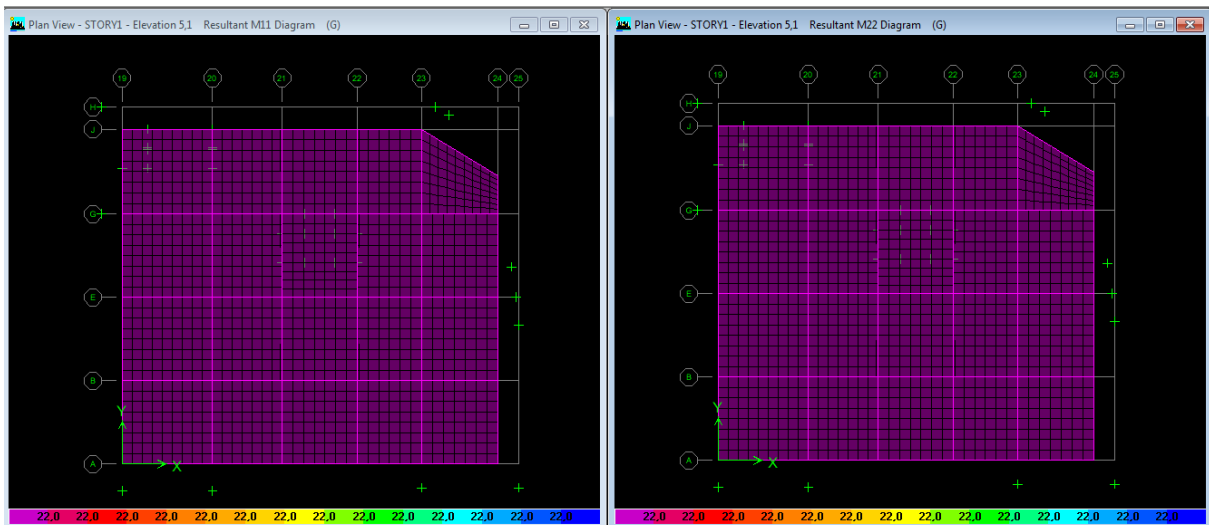 Plan View - STORY1 - Elevation 5,1 Resultant M11 Diagram (G)
19 20 21 22 23 24 25
H
J
G
E
B
Y
A
X
22,0 22,0 22,0 22,0 22,0 22,0 22,0 22,0 22,0 22,0 22,0 22,0 22,0 22,0
Plan View - STORY1 - Elevation 5,1 Resultant M22 Diagram (G)
19 20 21 22 23 24 25
H
J
G
E
B
Y
A
X
22,0 22,0 22,0 22,0 22,0 22,0 22,0 22,0 22,0 22,0 22,0 22,0 22,0 22,0